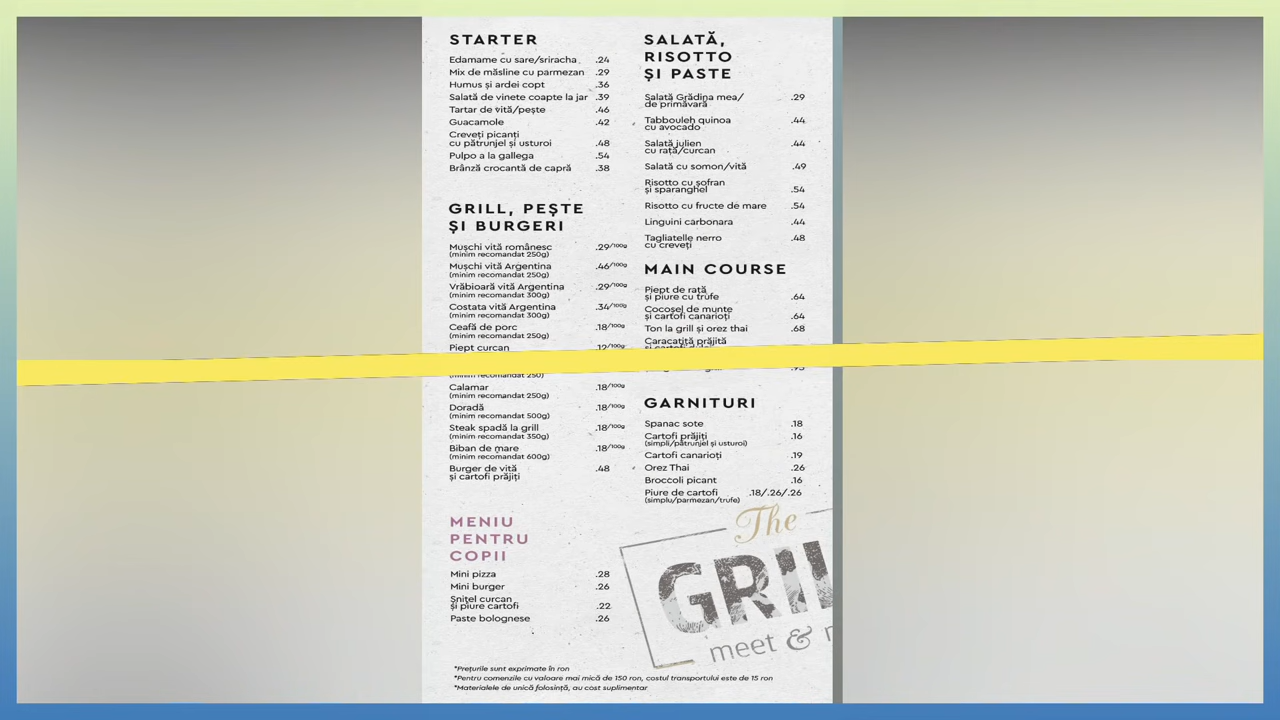 STARTER
Edamame cu sare/sriracha .24
Mix de măsline cu parmezan .29
Humus și ardei copt .36
Salată de vinete coapte la jar .39
Tartar de vită/pește .46
Guacamole .42
Creveți picanți
cu pătrunjel și usturoi .48
Pulpo a la gallega .54
Brânză crocantă de capră .38
GRILL, PEȘTE
ȘI BURGERI
Mușchi vită românesc .29/100g
(minim recomandat 250g)
Mușchi vită Argentina .46/100g
(minim recomandat 250g)
Vrăbioară vită Argentina .29/100g
(minim recomandat 300g)
Costata vită Argentina .34/100g
(minim recomandat 300g)
Ceafă de porc .18/100g
(minim recomandat 250g)
Piept curcan .12/100g
(minim recomandat 250)
Calamar .18/100g
(minim recomandat 250g)
Doradă .18/100g
(minim recomandat 500g)
Steak spadă la grill .18/100g
(minim recomandat 350g)
Biban de mare .18/100g
(minim recomandat 600g)
Burger de vită .48
și cartofi prăjiți
MENIU
PENTRU
COPII
Mini pizza .28
Mini burger .26
Șnițel curcan
și piure cartofi .22
Paste bolognese .26
SALATĂ,
RISOTTO
ȘI PASTE
Salată Grădina mea/ .29
de primăvară
Tabbouleh quinoa .44
cu avocado
Salată julien .44
cu rață/curcan
Salată cu somon/vită .49
Risotto cu șofran
și sparanghel .54
Risotto cu fructe de mare .54
Linguini carbonara .44
Tagliatelle nerro .48
cu creveți
MAIN COURSE
Piept de rață
și piure cu trufe .64
Cocoșel de munte
și cartofi canarioți .64
Ton la grill și orez thai .68
Caracatiță prăjită
GARNITURI
Spanac sote .18
Cartofi prăjiți .16
(simpli/pătrunjel și usturoi)
Cartofi canarioți .19
Orez Thai .26
Broccoli picant .16
Piure de cartofi .18/.26/.26
(simplu/parmezan/trufe)
The
GRIL
meet &
*Prețurile sunt exprimate în ron
*Pentru comenzile cu valoare mai mică de 150 ron, costul transportului este de 15 ron
*Materialele de unică folosință, au cost suplimentar